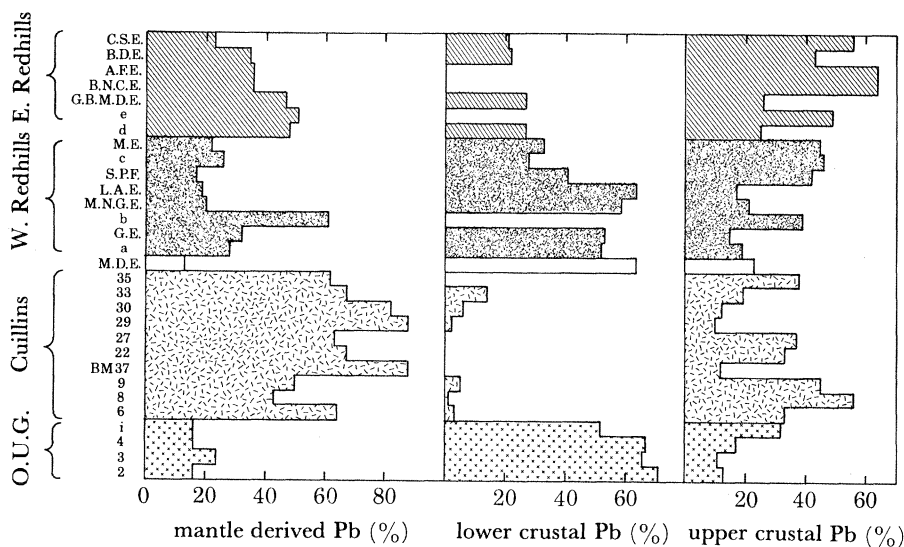 E. Redhills
C.S.E.
B.D.E.
A.F.E.
B.N.C.E.
G.B.M.D.E.
e
d
W. Redhills
M.E.
c
S.P.F.
L.A.E.
M.N.G.E.
b
G.E.
a
M.D.E.
Cuillins
35
33
30
29
27
22
BM37
9
8
6
O.U.G.
i
4
3
2
0 20 40 60 80 100
20 40 60
20 40 60
mantle derived Pb (%)
lower crustal Pb (%)
upper crustal Pb (%)